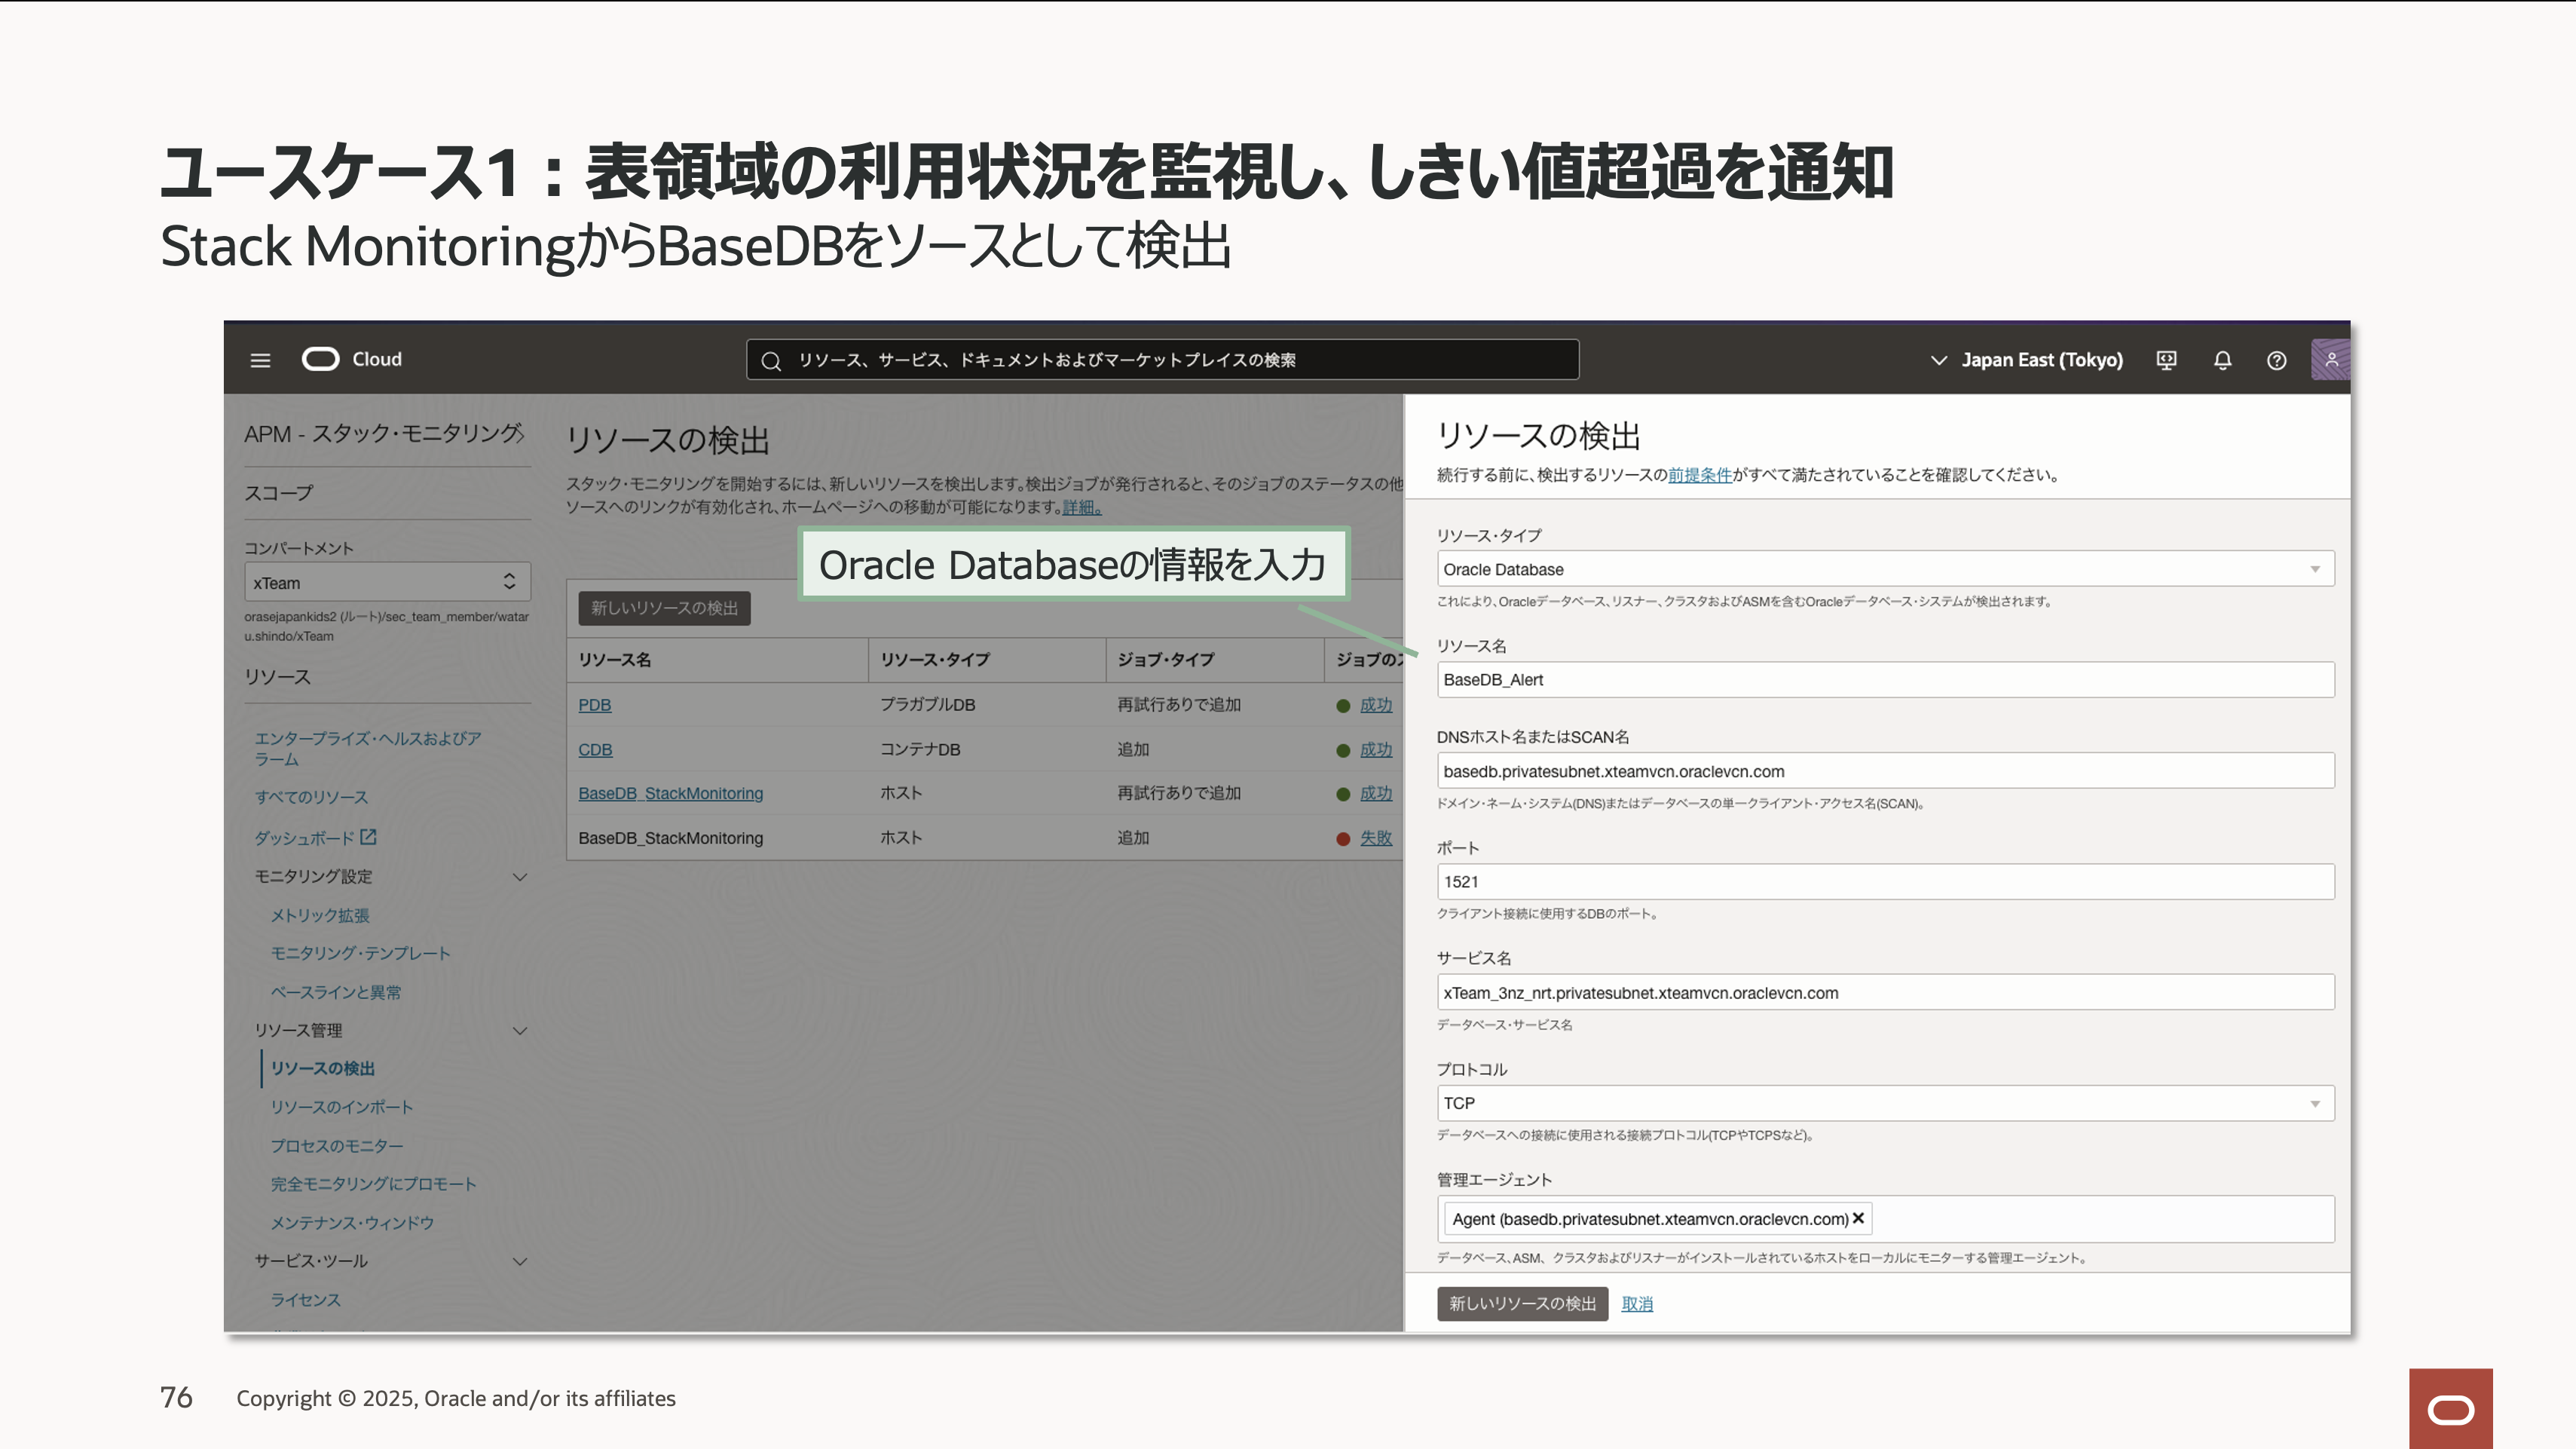 ユースケース1：表領域の利用状況を監視し、しきい値超過を通知
Stack MonitoringからBaseDBをソースとして検出
Cloud
リソース、サービス、ドキュメントおよびマーケットプレイスの検索
Japan East (Tokyo)
APM - スタック・モニタリング
スコープ
コンパートメント
xTeam
orasejapankids2 (ルート)/sec_team_member/watar
u.shindo/xTeam
リソース
エンタープライズ・ヘルスおよびア
ラーム
すべてのリソース
ダッシュボード
モニタリング設定
メトリック拡張
モニタリング・テンプレート
ベースラインと異常
リソース管理
リソースの検出
リソースのインポート
プロセスのモニター
完全モニタリングにプロモート
メンテナンス・ウィンドウ
サービス・ツール
ライセンス
リソースの検出
スタック・モニタリングを開始するには、新しいリソースを検出します。検出ジョブが発行されると、そのジョブのステータスの他
ソースへのリンクが有効化され、ホームページへの移動が可能になります。詳細。
Oracle Databaseの情報を入力
新しいリソースの検出
リソース名 リソース・タイプ ジョブ・タイプ ジョブのス
PDB プラガブルDB 再試行ありで追加 成功
CDB コンテナDB 追加 成功
BaseDB_StackMonitoring ホスト 再試行ありで追加 成功
BaseDB_StackMonitoring ホスト 追加 失敗
リソースの検出
続行する前に、検出するリソースの前提条件がすべて満たされていることを確認してください。
リソース・タイプ
Oracle Database
これにより、Oracleデータベース、リスナー、クラスタおよびASMを含むOracleデータベース・システムが検出されます。
リソース名
BaseDB_Alert
DNSホスト名またはSCAN名
basedb.privatesubnet.xteamvcn.oraclevcn.com
ドメイン・ネーム・システム(DNS)またはデータベースの単一クライアント・アクセス名(SCAN)。
ポート
1521
クライアント接続に使用するDBのポート。
サービス名
xTeam_3nz_nrt.privatesubnet.xteamvcn.oraclevcn.com
データベース・サービス名
プロトコル
TCP
データベースへの接続に使用される接続プロトコル(TCPやTCPSなど)。
管理エージェント
Agent (basedb.privatesubnet.xteamvcn.oraclevcn.com)
データベース、ASM、クラスタおよびリスナーがインストールされているホストをローカルにモニターする管理エージェント。
新しいリソースの検出 取消
76 Copyright © 2025, Oracle and/or its affiliates